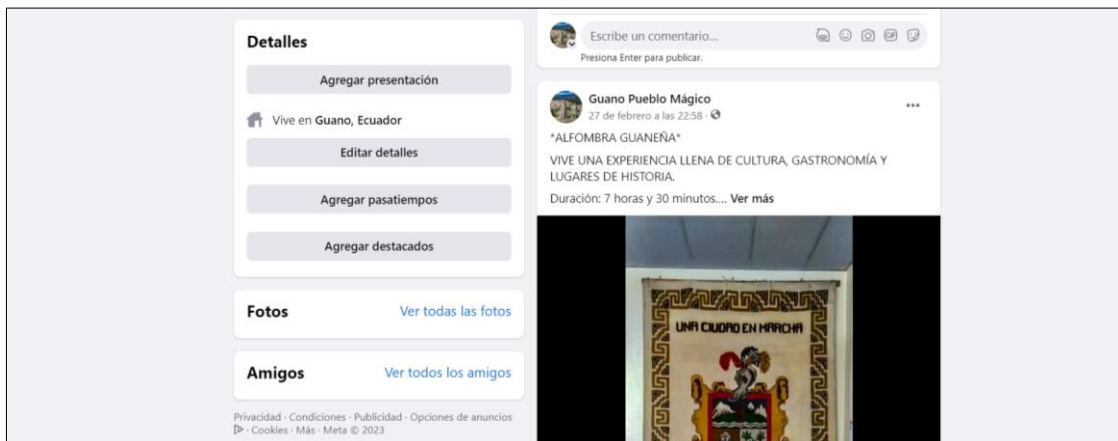 Detalles
Agregar presentación
Vive en Guano, Ecuador
Editar detalles
Agregar pasatiempos
Agregar destacados
Fotos
Ver todas las fotos
Amigos
Ver todos los amigos
Privacidad · Condiciones · Publicidad · Opciones de anuncios
· Cookies · Más · Meta © 2023
Escribe un comentario...
GIF
Presiona Enter para publicar.
Guano Pueblo Mágico
27 de febrero a las 22:58 ·
*ALFOMBRA GUANEÑA*
VIVE UNA EXPERIENCIA LLENA DE CULTURA, GASTRONOMÍA Y
LUGARES DE HISTORIA.
Duración: 7 horas y 30 minutos.... Ver más
UNA CIUDAD EN MARCHA